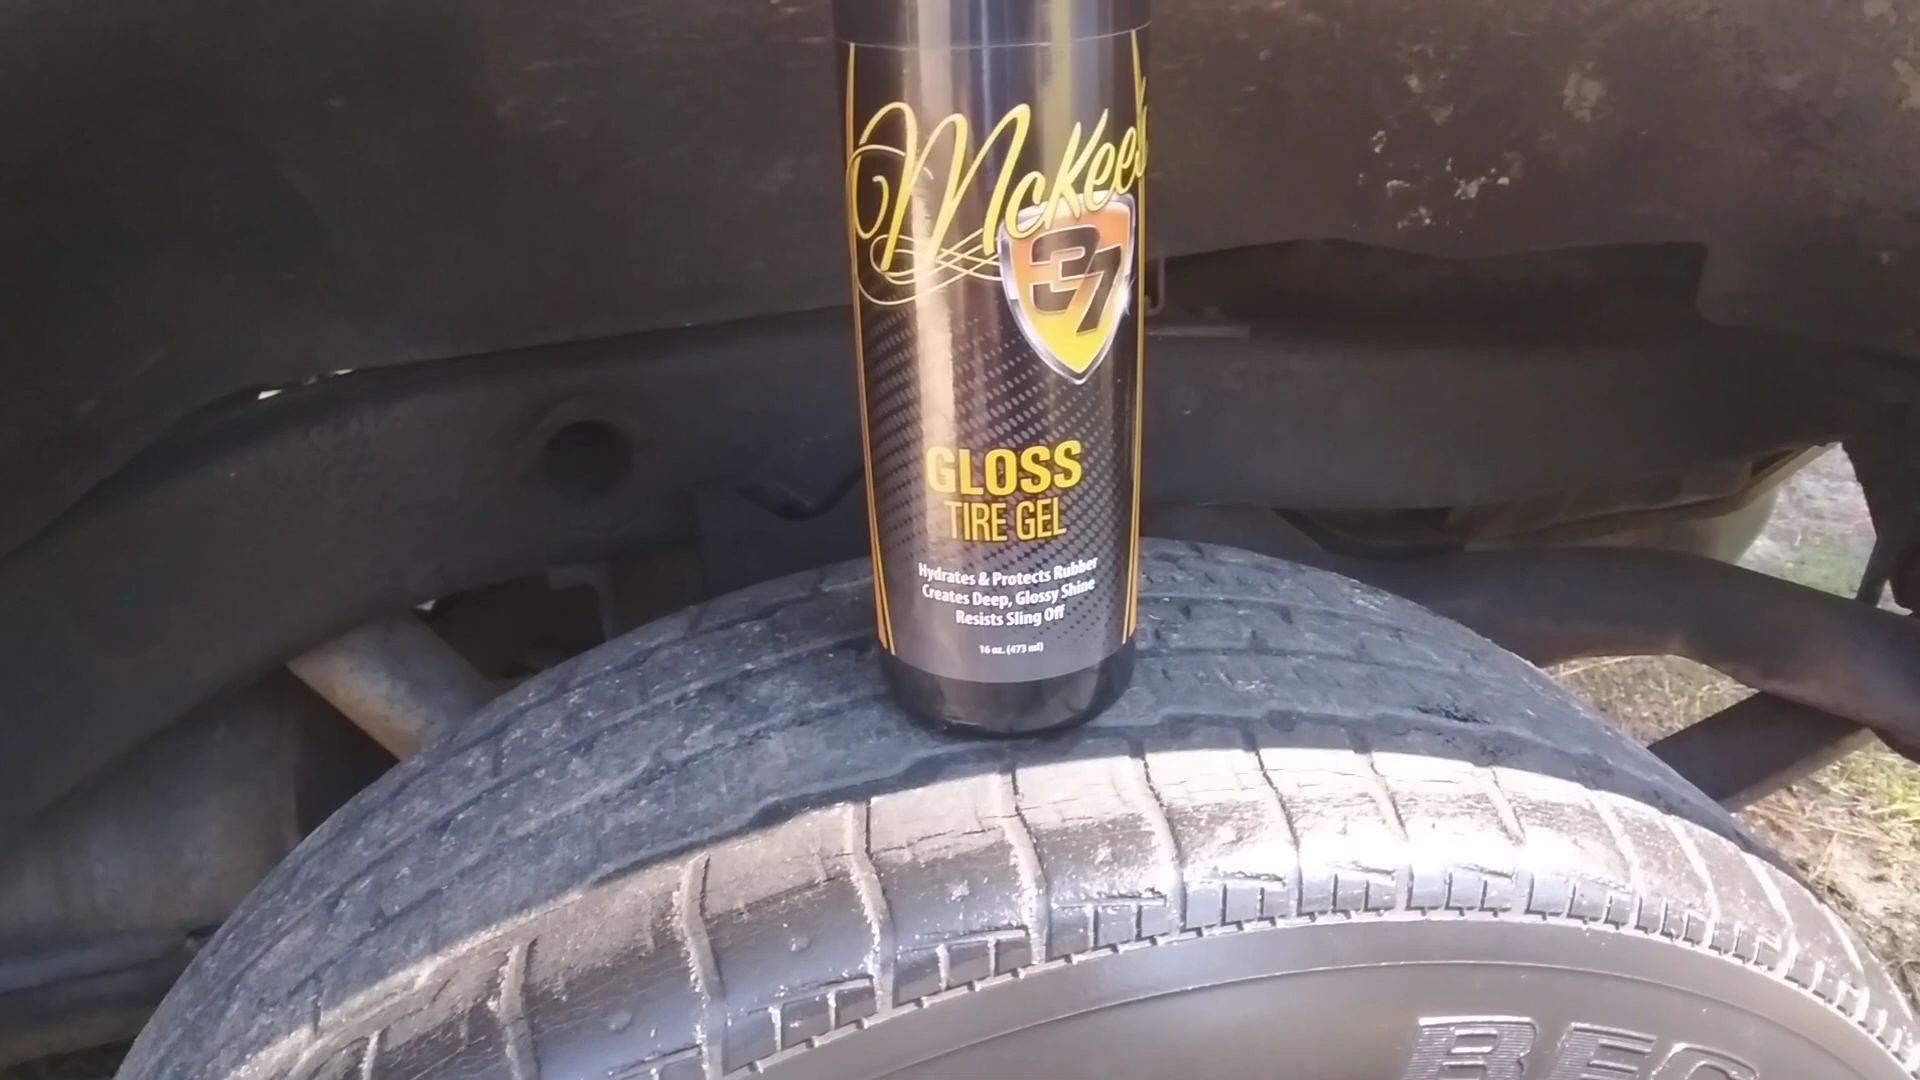 McKee's
37
GLOSS
TIRE GEL
Hydrates & Protects Rubber
Creates Deep, Glossy Shine
Resists Sling Off
16 oz. (473 ml)